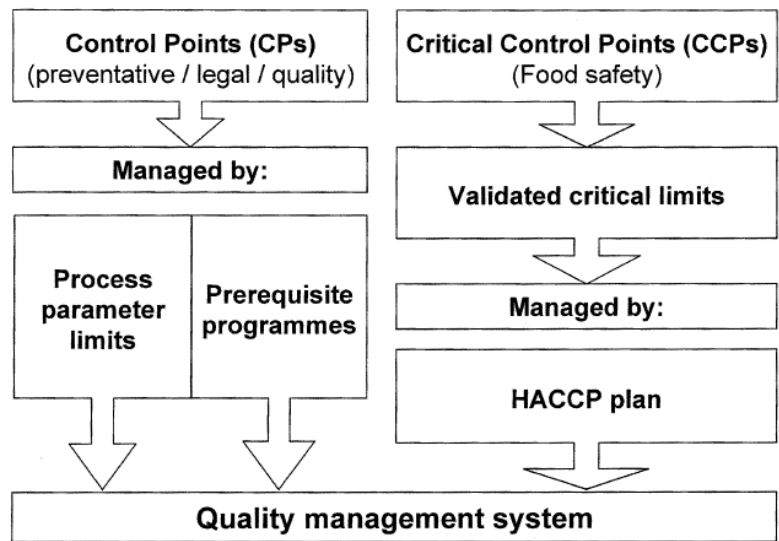 Control Points (CPs)
(preventative / legal / quality)
Managed by:
Process
parameter
limits
Prerequisite
programmes
Critical Control Points (CCPs)
(Food safety)
Validated critical limits
Managed by:
HACCP plan
Quality management system